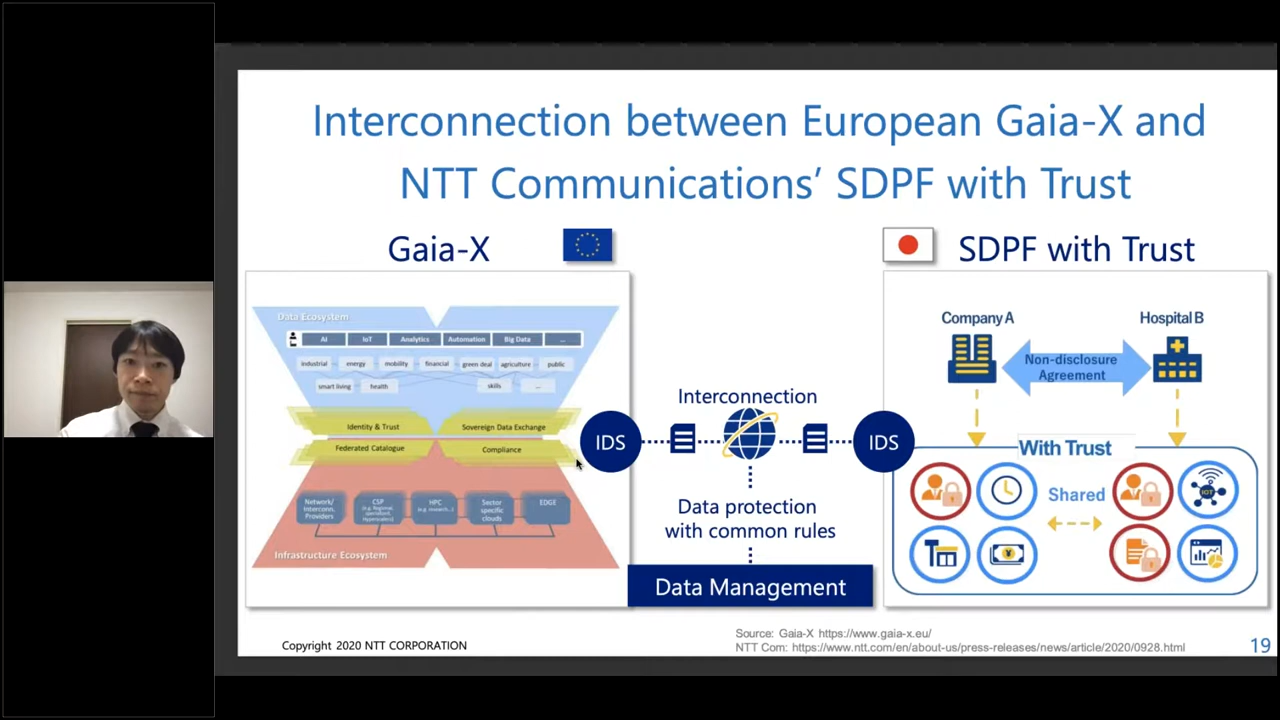 Interconnection between European Gaia-X and
NTT Communications' SDPF with Trust
Gaia-X
SDPF with Trust
Data Ecosystem
AI
IoT
Analytics
Automation
Big Data
...
industrial
energy
mobility
financial
green deal
agriculture
public
smart living
health
skills
...
Identity & Trust
Sovereign Data Exchange
Federated Catalogue
Compliance
Network/
Interconn.
Providers
CSP
(e.g. Regional,
specialized,
Hyperscalers)
HPC
(e.g. research...)
Sector
specific
clouds
EDGE
Infrastructure Ecosystem
IDS
Interconnection
IDS
Data protection
with common rules
Data Management
Company A
Hospital B
Non-disclosure
Agreement
With Trust
Shared
IOT
¥
Copyright 2020 NTT CORPORATION
Source: Gaia-X https://www.gaia-x.eu/
NTT Com: https://www.ntt.com/en/about-us/press-releases/news/article/2020/0928.html
19